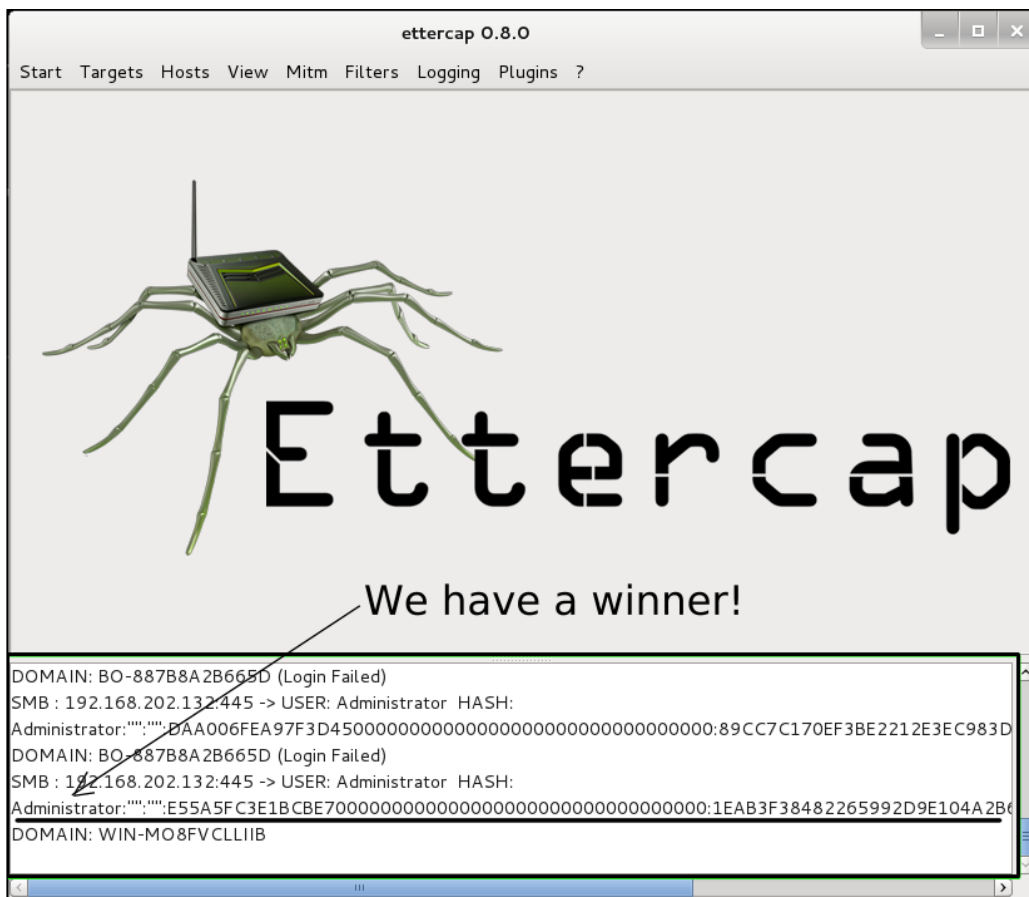 ettercap 0.8.0
Start Targets Hosts View Mitm Filters Logging Plugins ?
Ettercap
We have a winner!
DOMAIN: BO-887B8A2B665D (Login Failed)
SMB : 192.168.202.132:445 -> USER: Administrator HASH:
Administrator:"":"":DAA006FEA97F3D4500000000000000000000000000000000:89CC7C170EF3BE2212E3EC983D
DOMAIN: BO-887B8A2B665D (Login Failed)
SMB : 192.168.202.132:445 -> USER: Administrator HASH:
Administrator:"":"":E55A5FC3E1BCBE7000000000000000000000000000000000:1EAB3F38482265992D9E104A2B6
DOMAIN: WIN-MO8FVCLLIIB